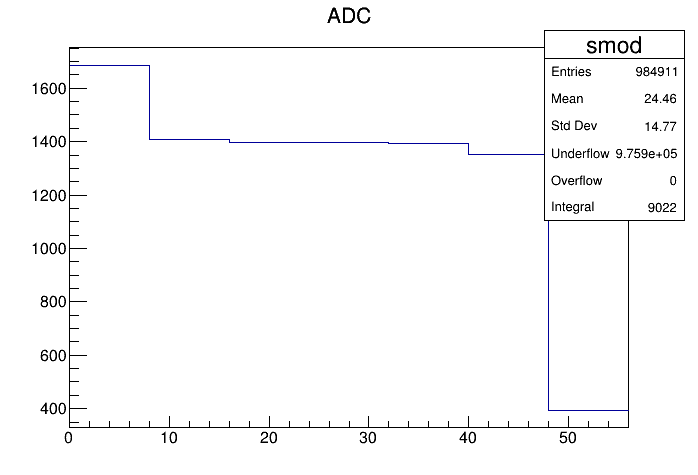 ADC
smod
Entries 984911
Mean 24.46
Std Dev 14.77
Underflow 9.759e+05
Overflow 0
Integral 9022
1600
1400
1200
1000
800
600
400
0 10 20 30 40 50